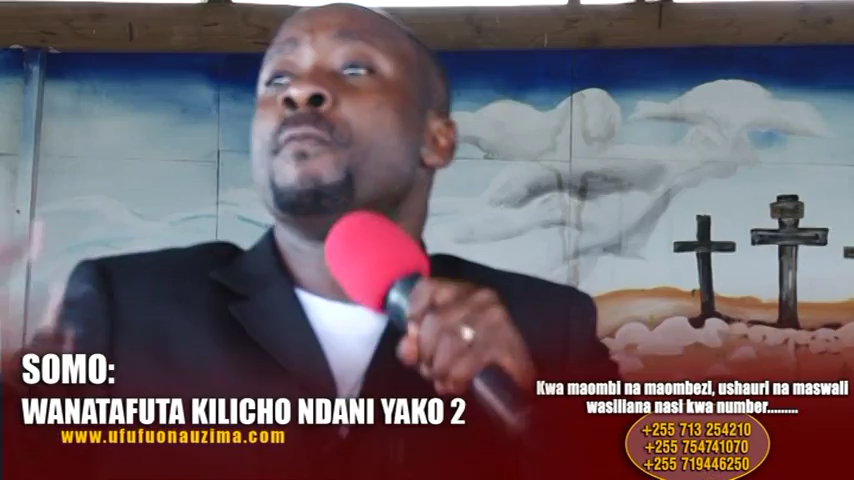 SOMO:
WANATAFUTA KILICHO NDANI YAKO 2
www.ufufuonauzima.com
Kwa maombi na maombezi, ushauri na maswali
wasiliana nasi kwa number.........
+255 713 254210
+255 754741070
+255 719446250